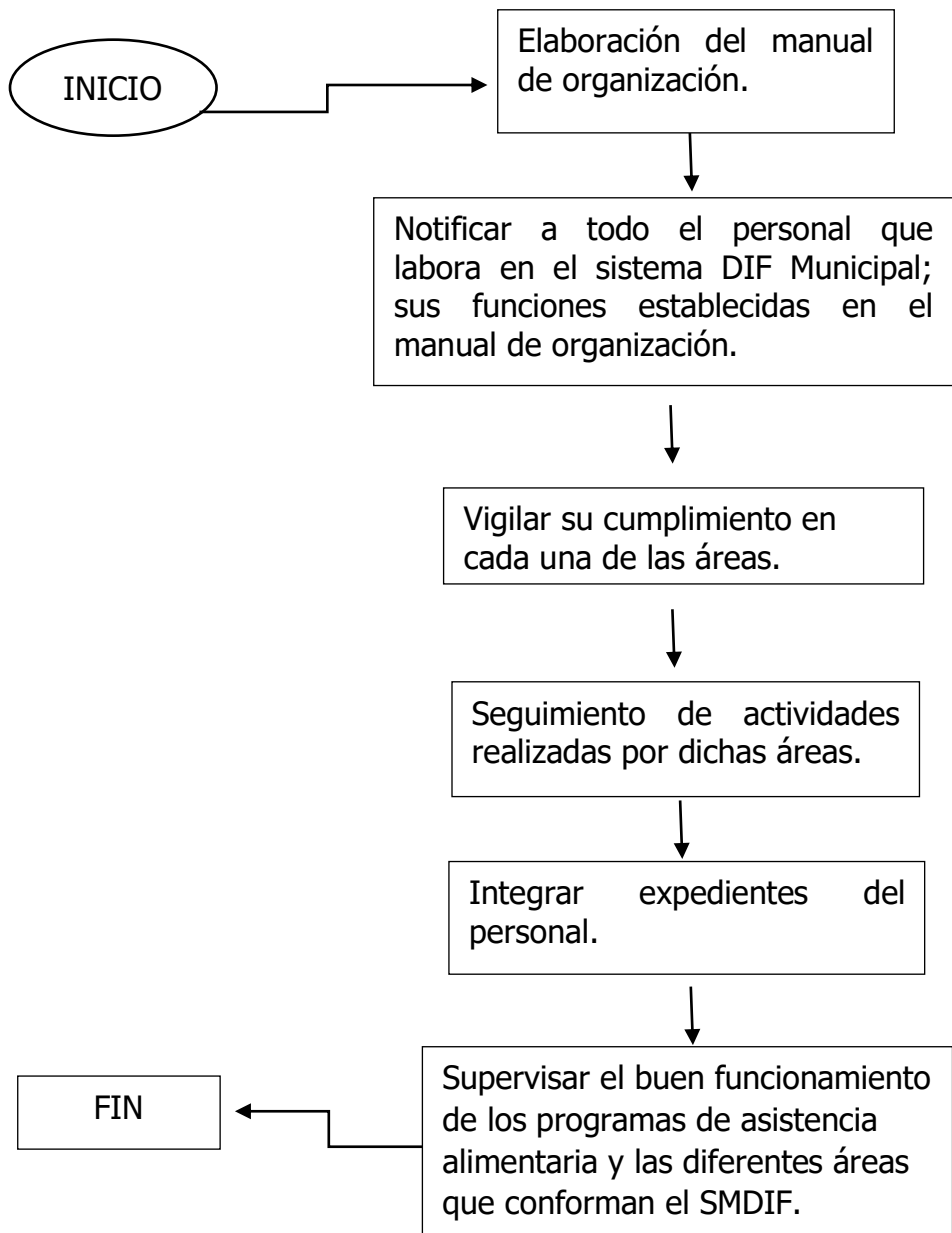 INICIO
Elaboración del manual
de organización.
Notificar a todo el personal que
labora en el sistema DIF Municipal;
sus funciones establecidas en el
manual de organización.
Vigilar su cumplimiento en
cada una de las áreas.
Seguimiento de actividades
realizadas por dichas áreas.
Integrar expedientes del
personal.
Supervisar el buen funcionamiento
de los programas de asistencia
alimentaria y las diferentes áreas
que conforman el SMDIF.
FIN